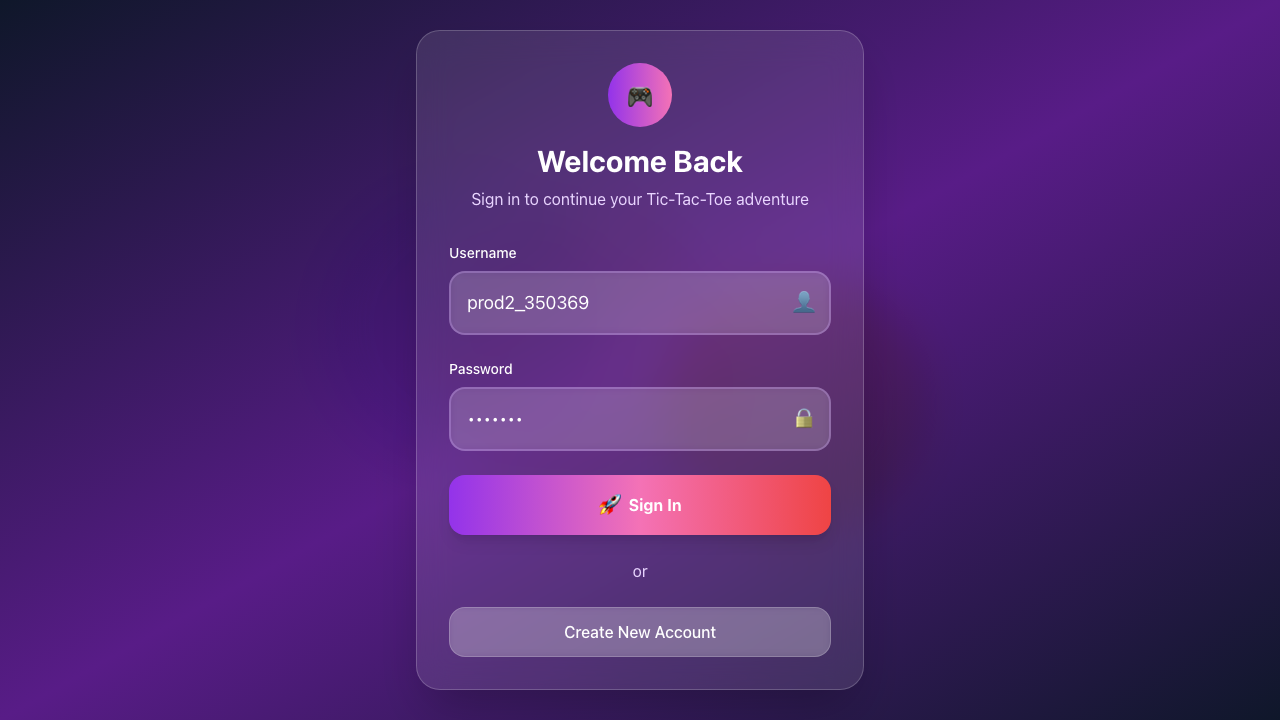 Welcome Back
Sign in to continue your Tic-Tac-Toe adventure
Username
prod2_350369
Password
•••••••
Sign In
or
Create New Account